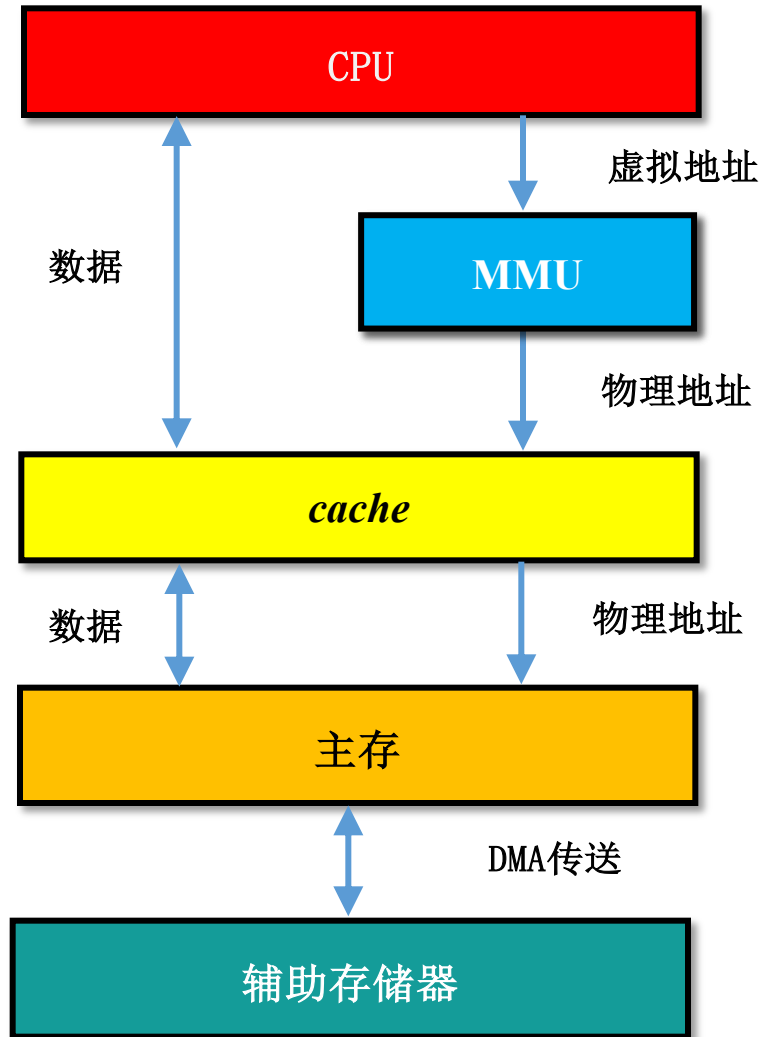 CPU
虚拟地址
数据
MMU
物理地址
cache
数据
物理地址
主存
DMA传送
辅助存储器